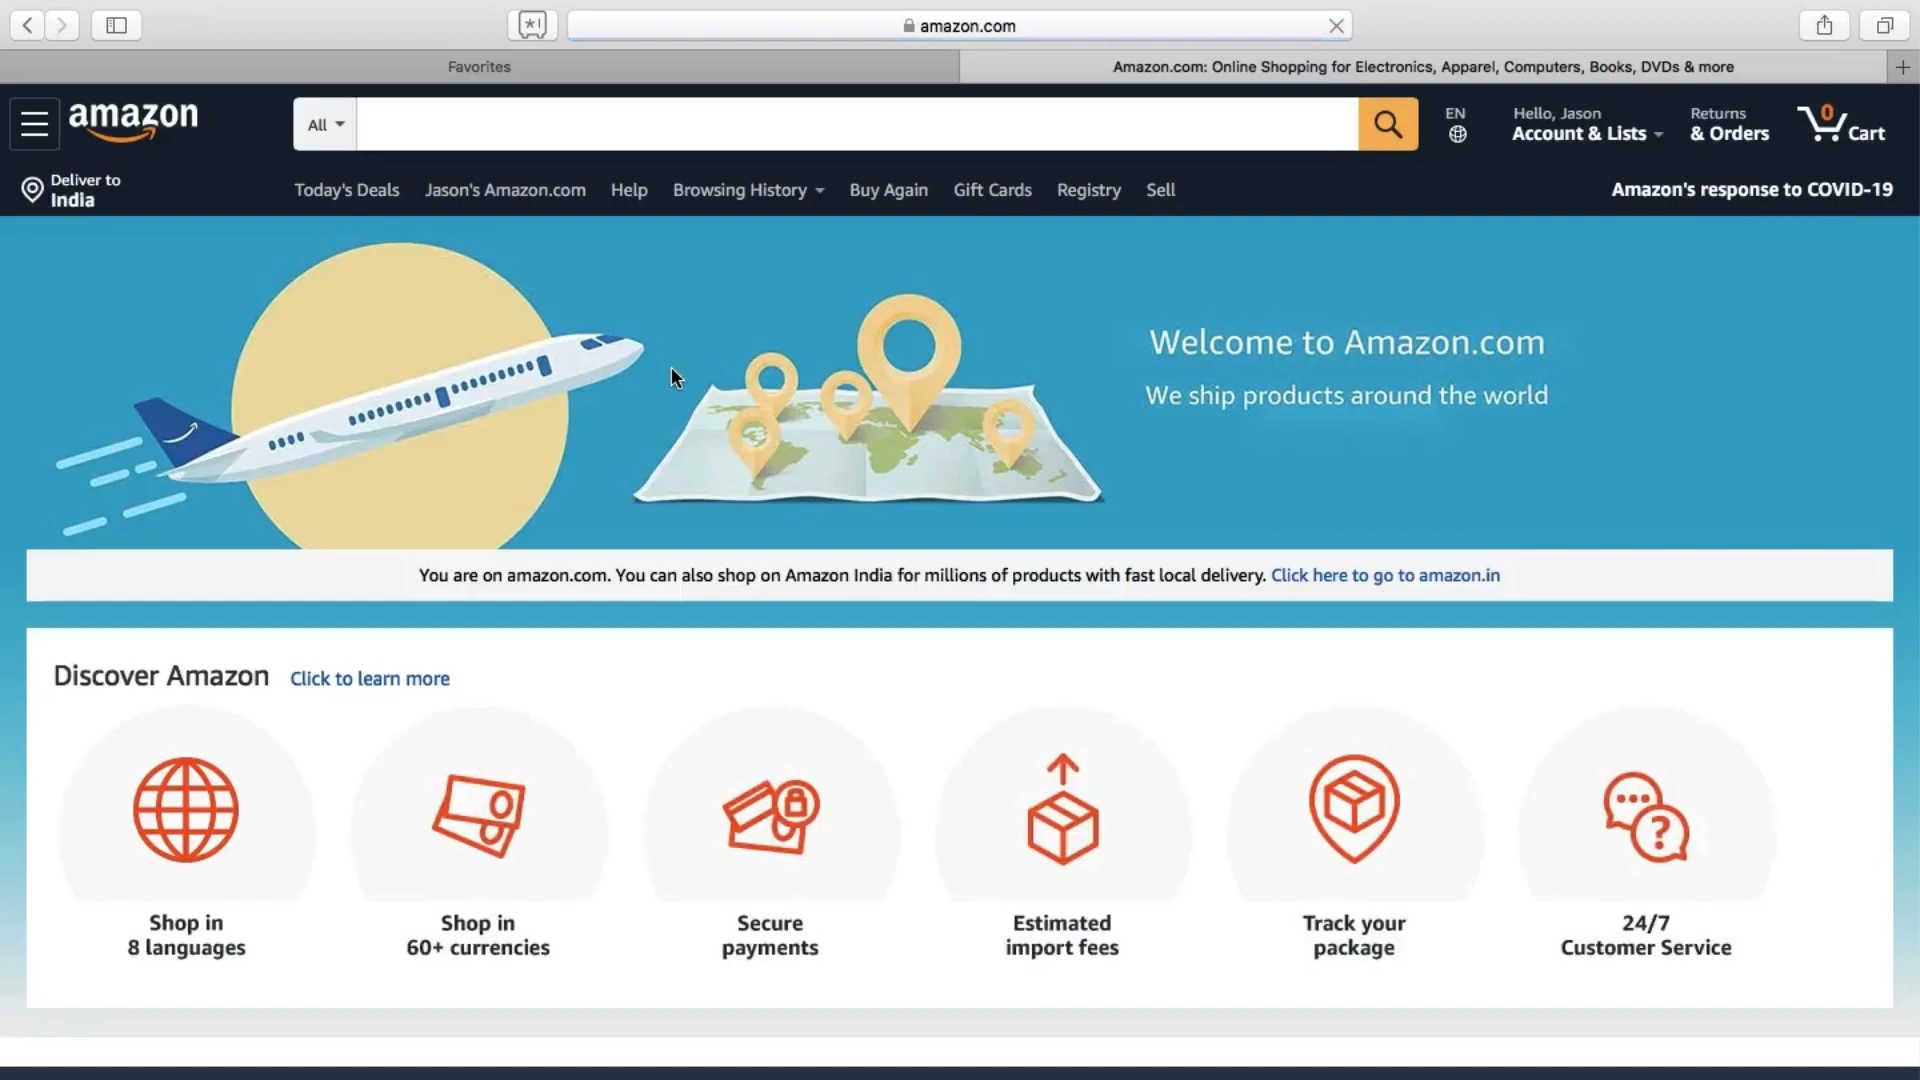 amazon.com
Favorites
Amazon.com: Online Shopping for Electronics, Apparel, Computers, Books, DVDs & more
amazon
All
EN
Hello, Jason
Account & Lists
Returns
& Orders
0
Cart
Deliver to
India
Today's Deals
Jason's Amazon.com
Help
Browsing History
Buy Again
Gift Cards
Registry
Sell
Amazon's response to COVID-19
Welcome to Amazon.com
We ship products around the world
You are on amazon.com. You can also shop on Amazon India for millions of products with fast local delivery. Click here to go to amazon.in
Discover Amazon
Click to learn more
Shop in
8 languages
Shop in
60+ currencies
Secure
payments
Estimated
import fees
Track your
package
24/7
Customer Service